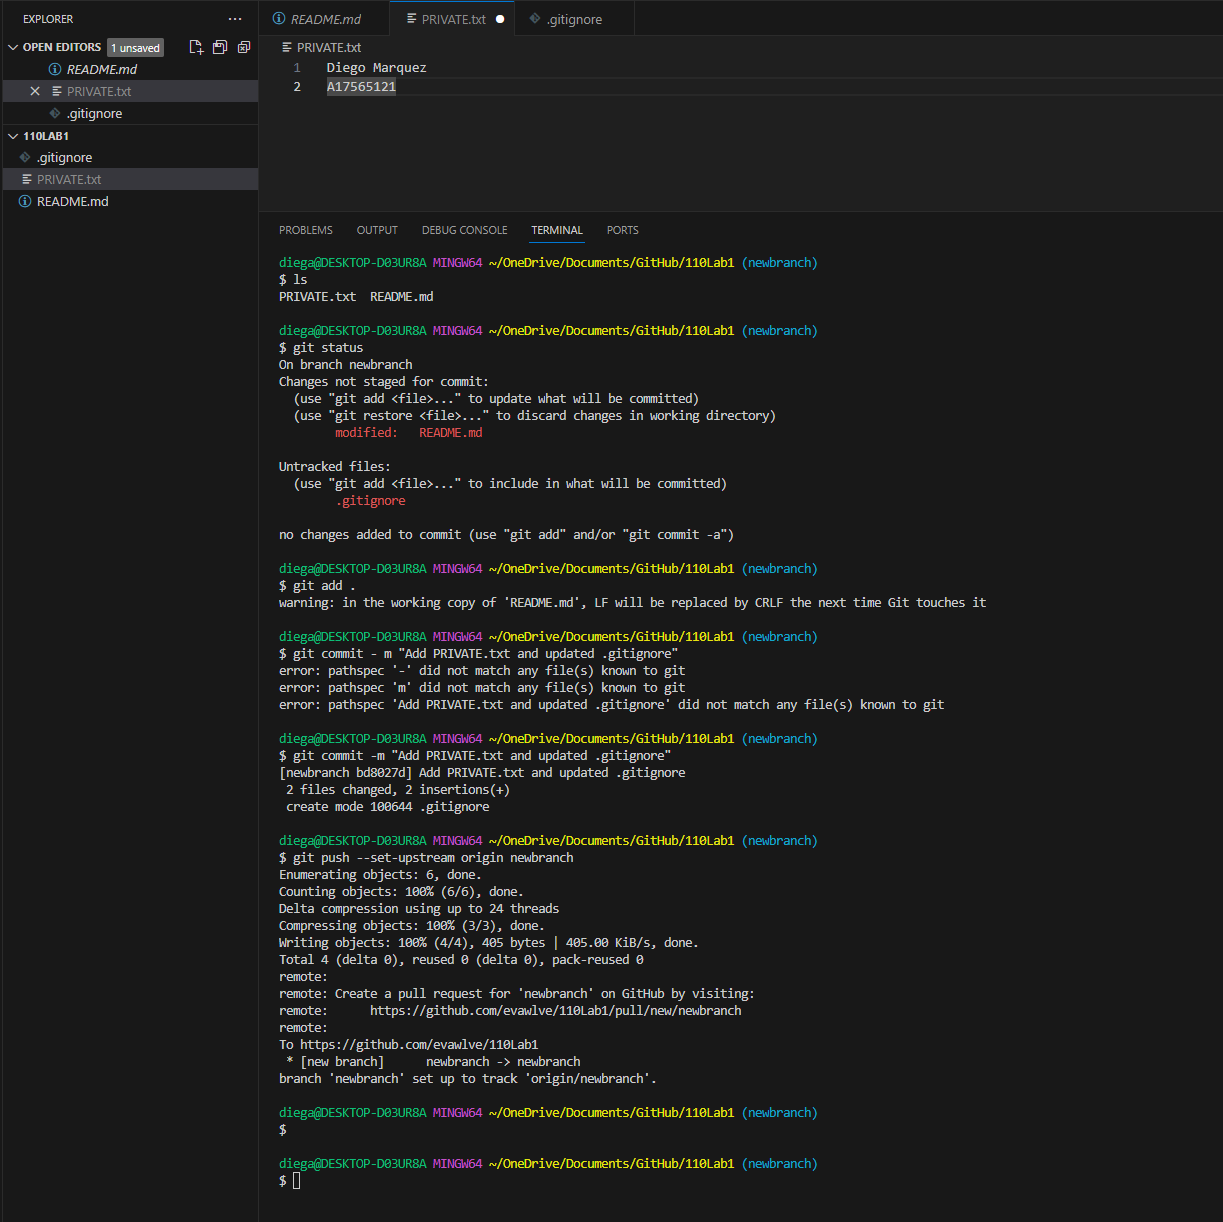 EXPLORER
OPEN EDITORS 1 unsaved
README.md
PRIVATE.txt
.gitignore
110LAB1
.gitignore
PRIVATE.txt
README.md
README.md PRIVATE.txt .gitignore
PRIVATE.txt
1 Diego Marquez
2 A17565121
PROBLEMS OUTPUT DEBUG CONSOLE TERMINAL PORTS
diega@DESKTOP-D03UR8A MINGW64 ~/OneDrive/Documents/GitHub/110Lab1 (newbranch)
$ ls
PRIVATE.txt  README.md
diega@DESKTOP-D03UR8A MINGW64 ~/OneDrive/Documents/GitHub/110Lab1 (newbranch)
$ git status
On branch newbranch
Changes not staged for commit:
  (use "git add <file>..." to update what will be committed)
  (use "git restore <file>..." to discard changes in working directory)
        modified:   README.md
Untracked files:
  (use "git add <file>..." to include in what will be committed)
        .gitignore
no changes added to commit (use "git add" and/or "git commit -a")
diega@DESKTOP-D03UR8A MINGW64 ~/OneDrive/Documents/GitHub/110Lab1 (newbranch)
$ git add .
warning: in the working copy of 'README.md', LF will be replaced by CRLF the next time Git touches it
diega@DESKTOP-D03UR8A MINGW64 ~/OneDrive/Documents/GitHub/110Lab1 (newbranch)
$ git commit - m "Add PRIVATE.txt and updated .gitignore"
error: pathspec '-' did not match any file(s) known to git
error: pathspec 'm' did not match any file(s) known to git
error: pathspec 'Add PRIVATE.txt and updated .gitignore' did not match any file(s) known to git
diega@DESKTOP-D03UR8A MINGW64 ~/OneDrive/Documents/GitHub/110Lab1 (newbranch)
$ git commit -m "Add PRIVATE.txt and updated .gitignore"
[newbranch bd8027d] Add PRIVATE.txt and updated .gitignore
 2 files changed, 2 insertions(+)
 create mode 100644 .gitignore
diega@DESKTOP-D03UR8A MINGW64 ~/OneDrive/Documents/GitHub/110Lab1 (newbranch)
$ git push --set-upstream origin newbranch
Enumerating objects: 6, done.
Counting objects: 100% (6/6), done.
Delta compression using up to 24 threads
Compressing objects: 100% (3/3), done.
Writing objects: 100% (4/4), 405 bytes | 405.00 KiB/s, done.
Total 4 (delta 0), reused 0 (delta 0), pack-reused 0
remote:
remote: Create a pull request for 'newbranch' on GitHub by visiting:
remote:      https://github.com/evawlve/110Lab1/pull/new/newbranch
remote:
To https://github.com/evawlve/110Lab1
 * [new branch]      newbranch -> newbranch
branch 'newbranch' set up to track 'origin/newbranch'.
diega@DESKTOP-D03UR8A MINGW64 ~/OneDrive/Documents/GitHub/110Lab1 (newbranch)
$
diega@DESKTOP-D03UR8A MINGW64 ~/OneDrive/Documents/GitHub/110Lab1 (newbranch)
$